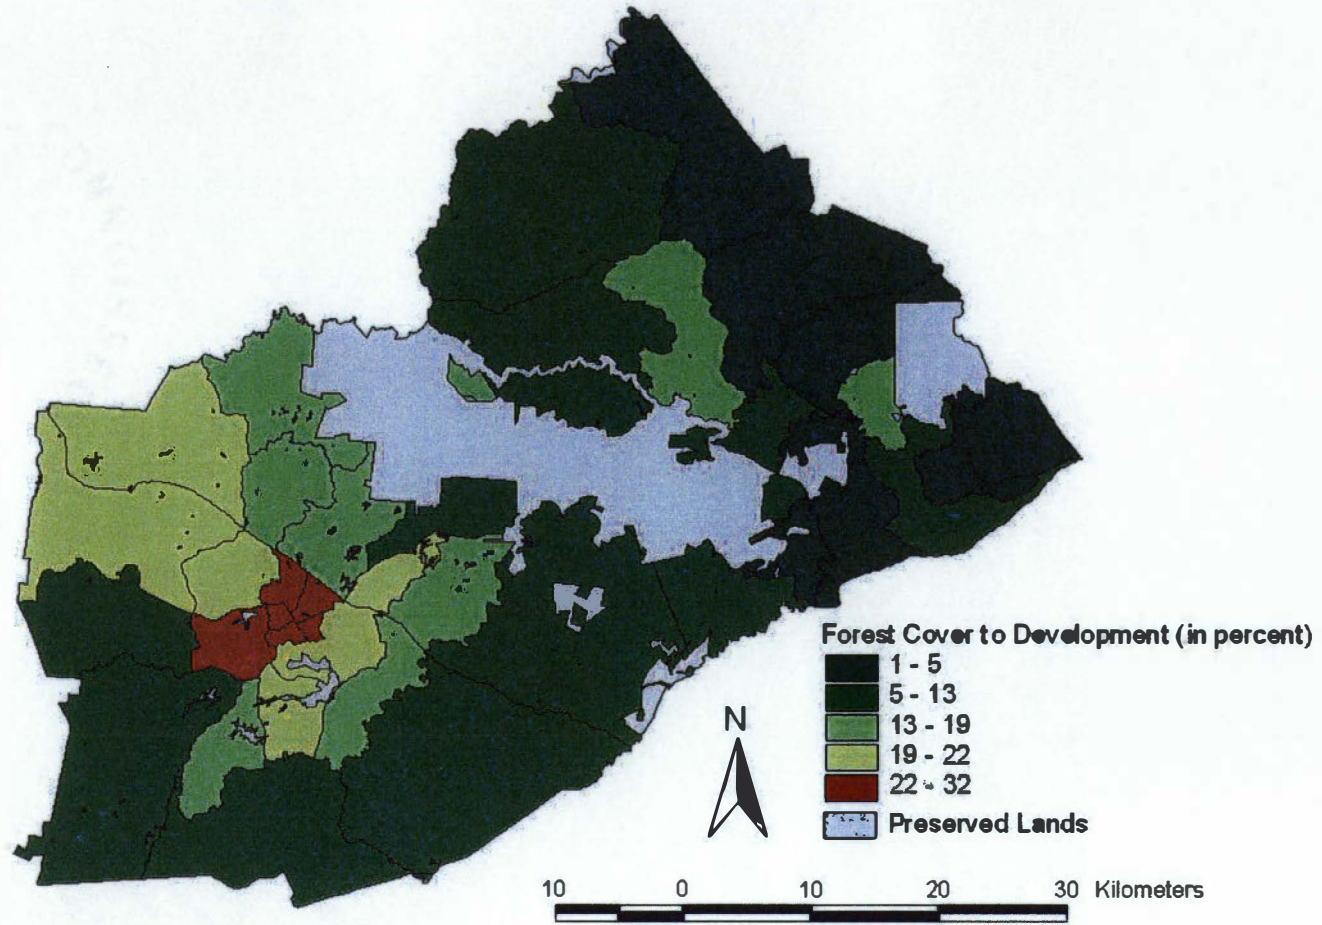 Forest Cover to Development (in percent)
1 - 5
5 - 13
13 - 19
19 - 22
22 - 32
Preserved Lands
N
10 0 10 20 30 Kilometers